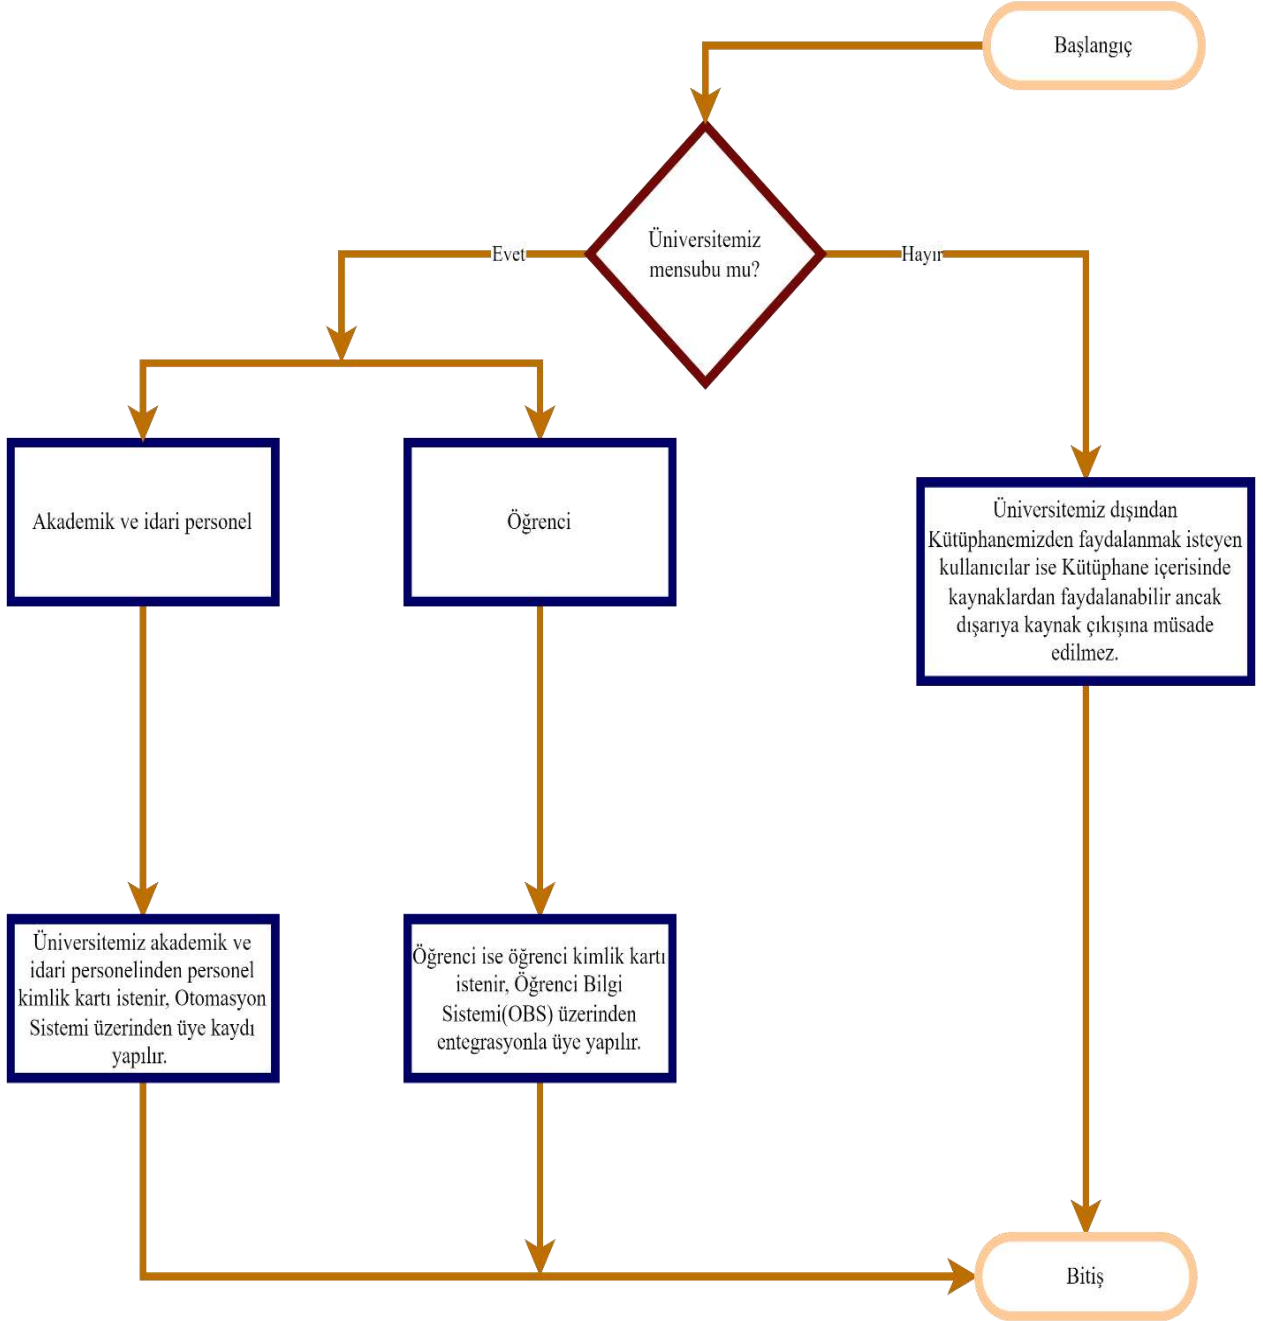 Başlangıç
Üniversitemiz
mensubu mu?
Evet
Hayır
Akademik ve idari personel
Öğrenci
Üniversitemiz dışından
Kütüphanemizden faydalanmak isteyen
kullanıcılar ise Kütüphane içerisinde
kaynaklardan faydalanabilir ancak
dışarıya kaynak çıkışına müsade
edilmez.
Üniversitemiz akademik ve
idari personelinden personel
kimlik kartı istenir, Otomasyon
Sistemi üzerinden üye kaydı
yapılır.
Öğrenci ise öğrenci kimlik kartı
istenir, Öğrenci Bilgi
Sistemi(OBS) üzerinden
entegrasyonla üye yapılır.
Bitiş